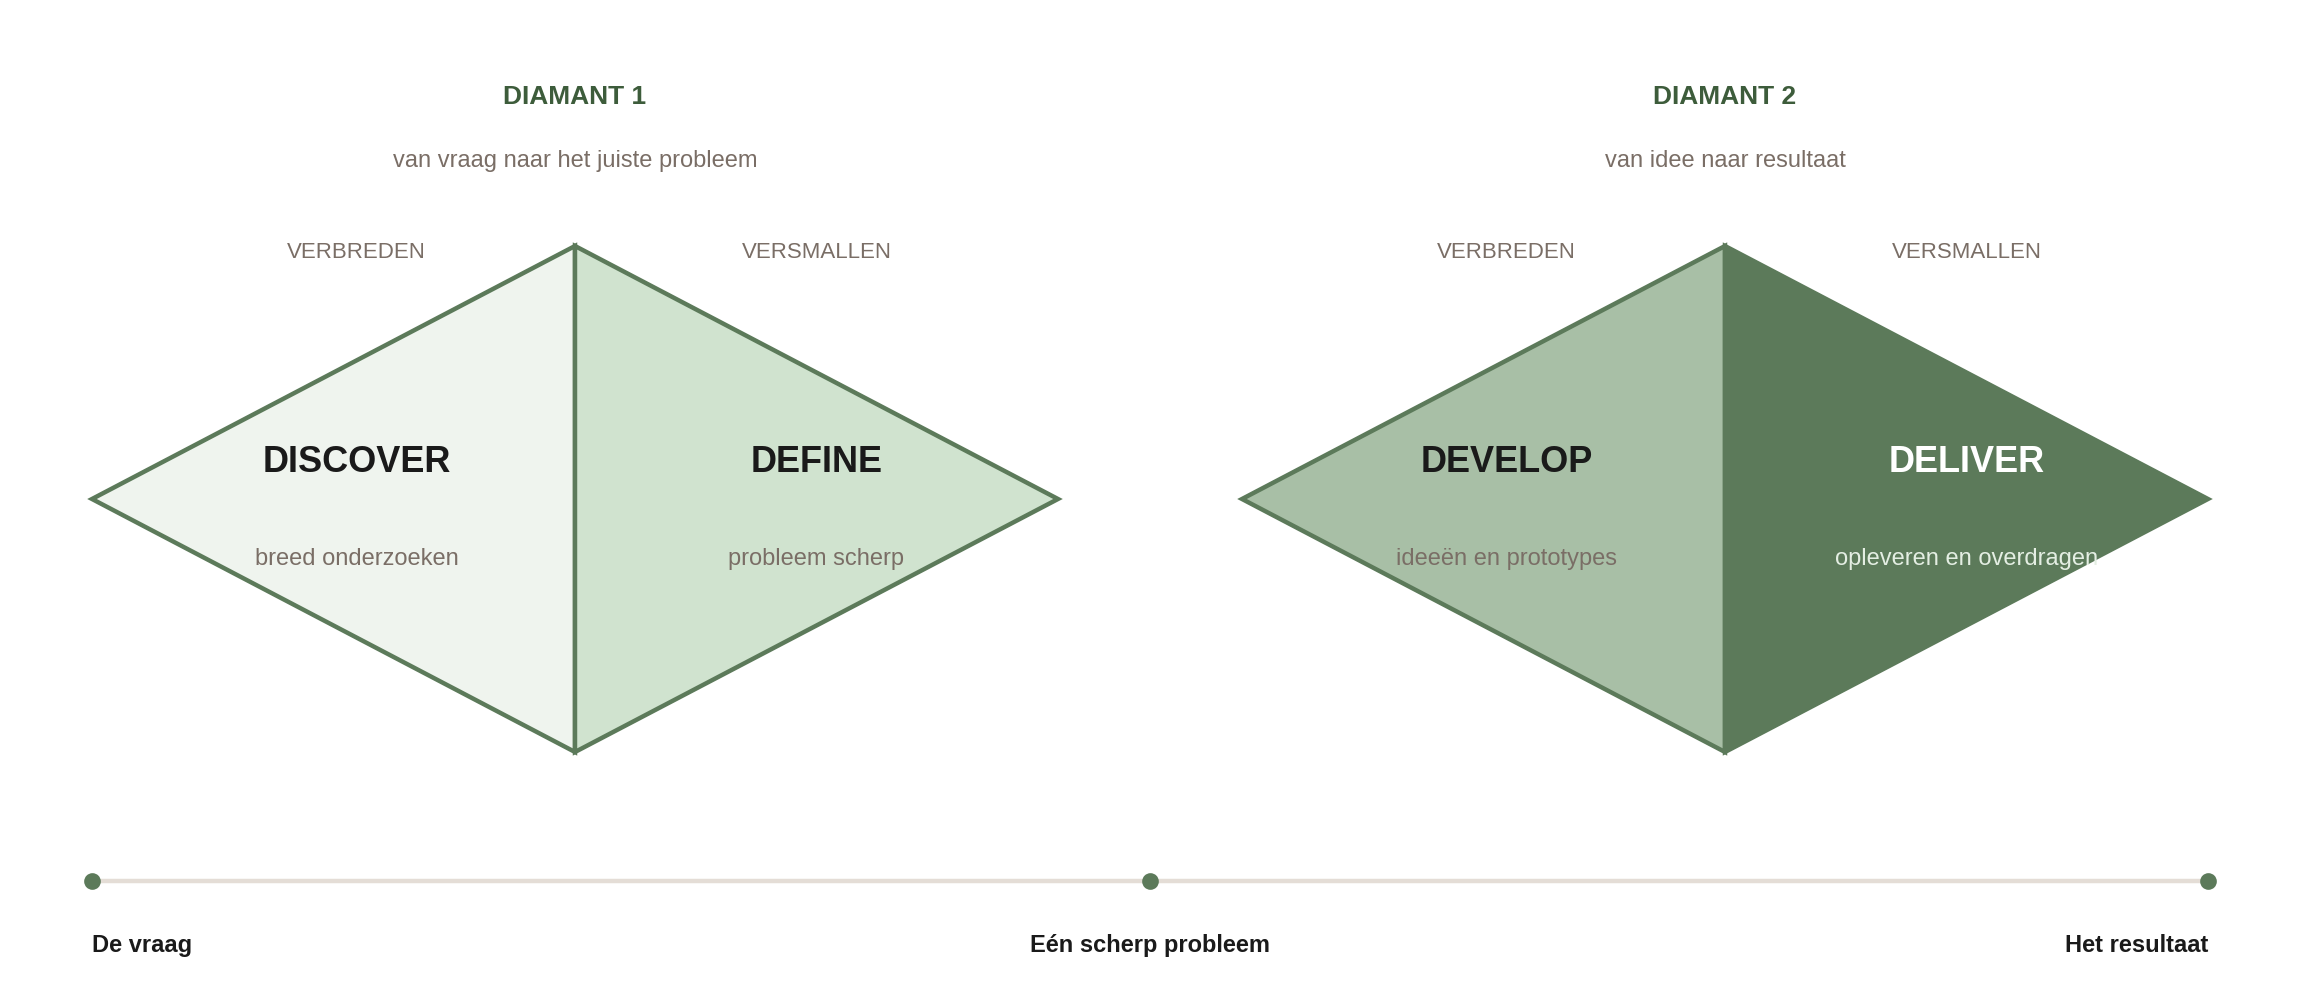 DIAMANT 1
van vraag naar het juiste probleem
VERBREDEN
VERSMALLEN
DISCOVER
breed onderzoeken
DEFINE
probleem scherp
DIAMANT 2
van idee naar resultaat
VERBREDEN
VERSMALLEN
DEVELOP
ideeën en prototypes
DELIVER
opleveren en overdragen
De vraag
Eén scherp probleem
Het resultaat